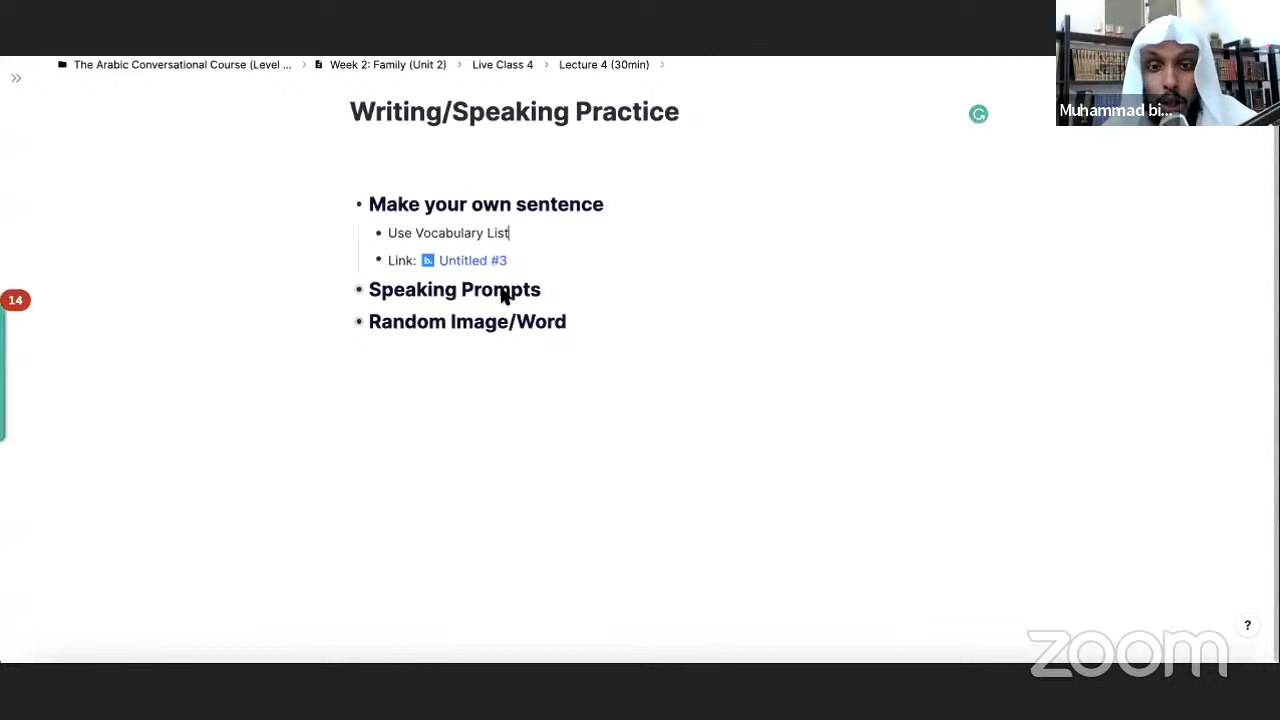 The Arabic Conversational Course (Level ... > Week 2: Family (Unit 2) > Live Class 4 > Lecture 4 (30min) >
Muhammad bi...
Writing/Speaking Practice
Make your own sentence
Use Vocabulary List
Link: b. Untitled #3
Speaking Prompts
14
Random Image/Word
?
zoom